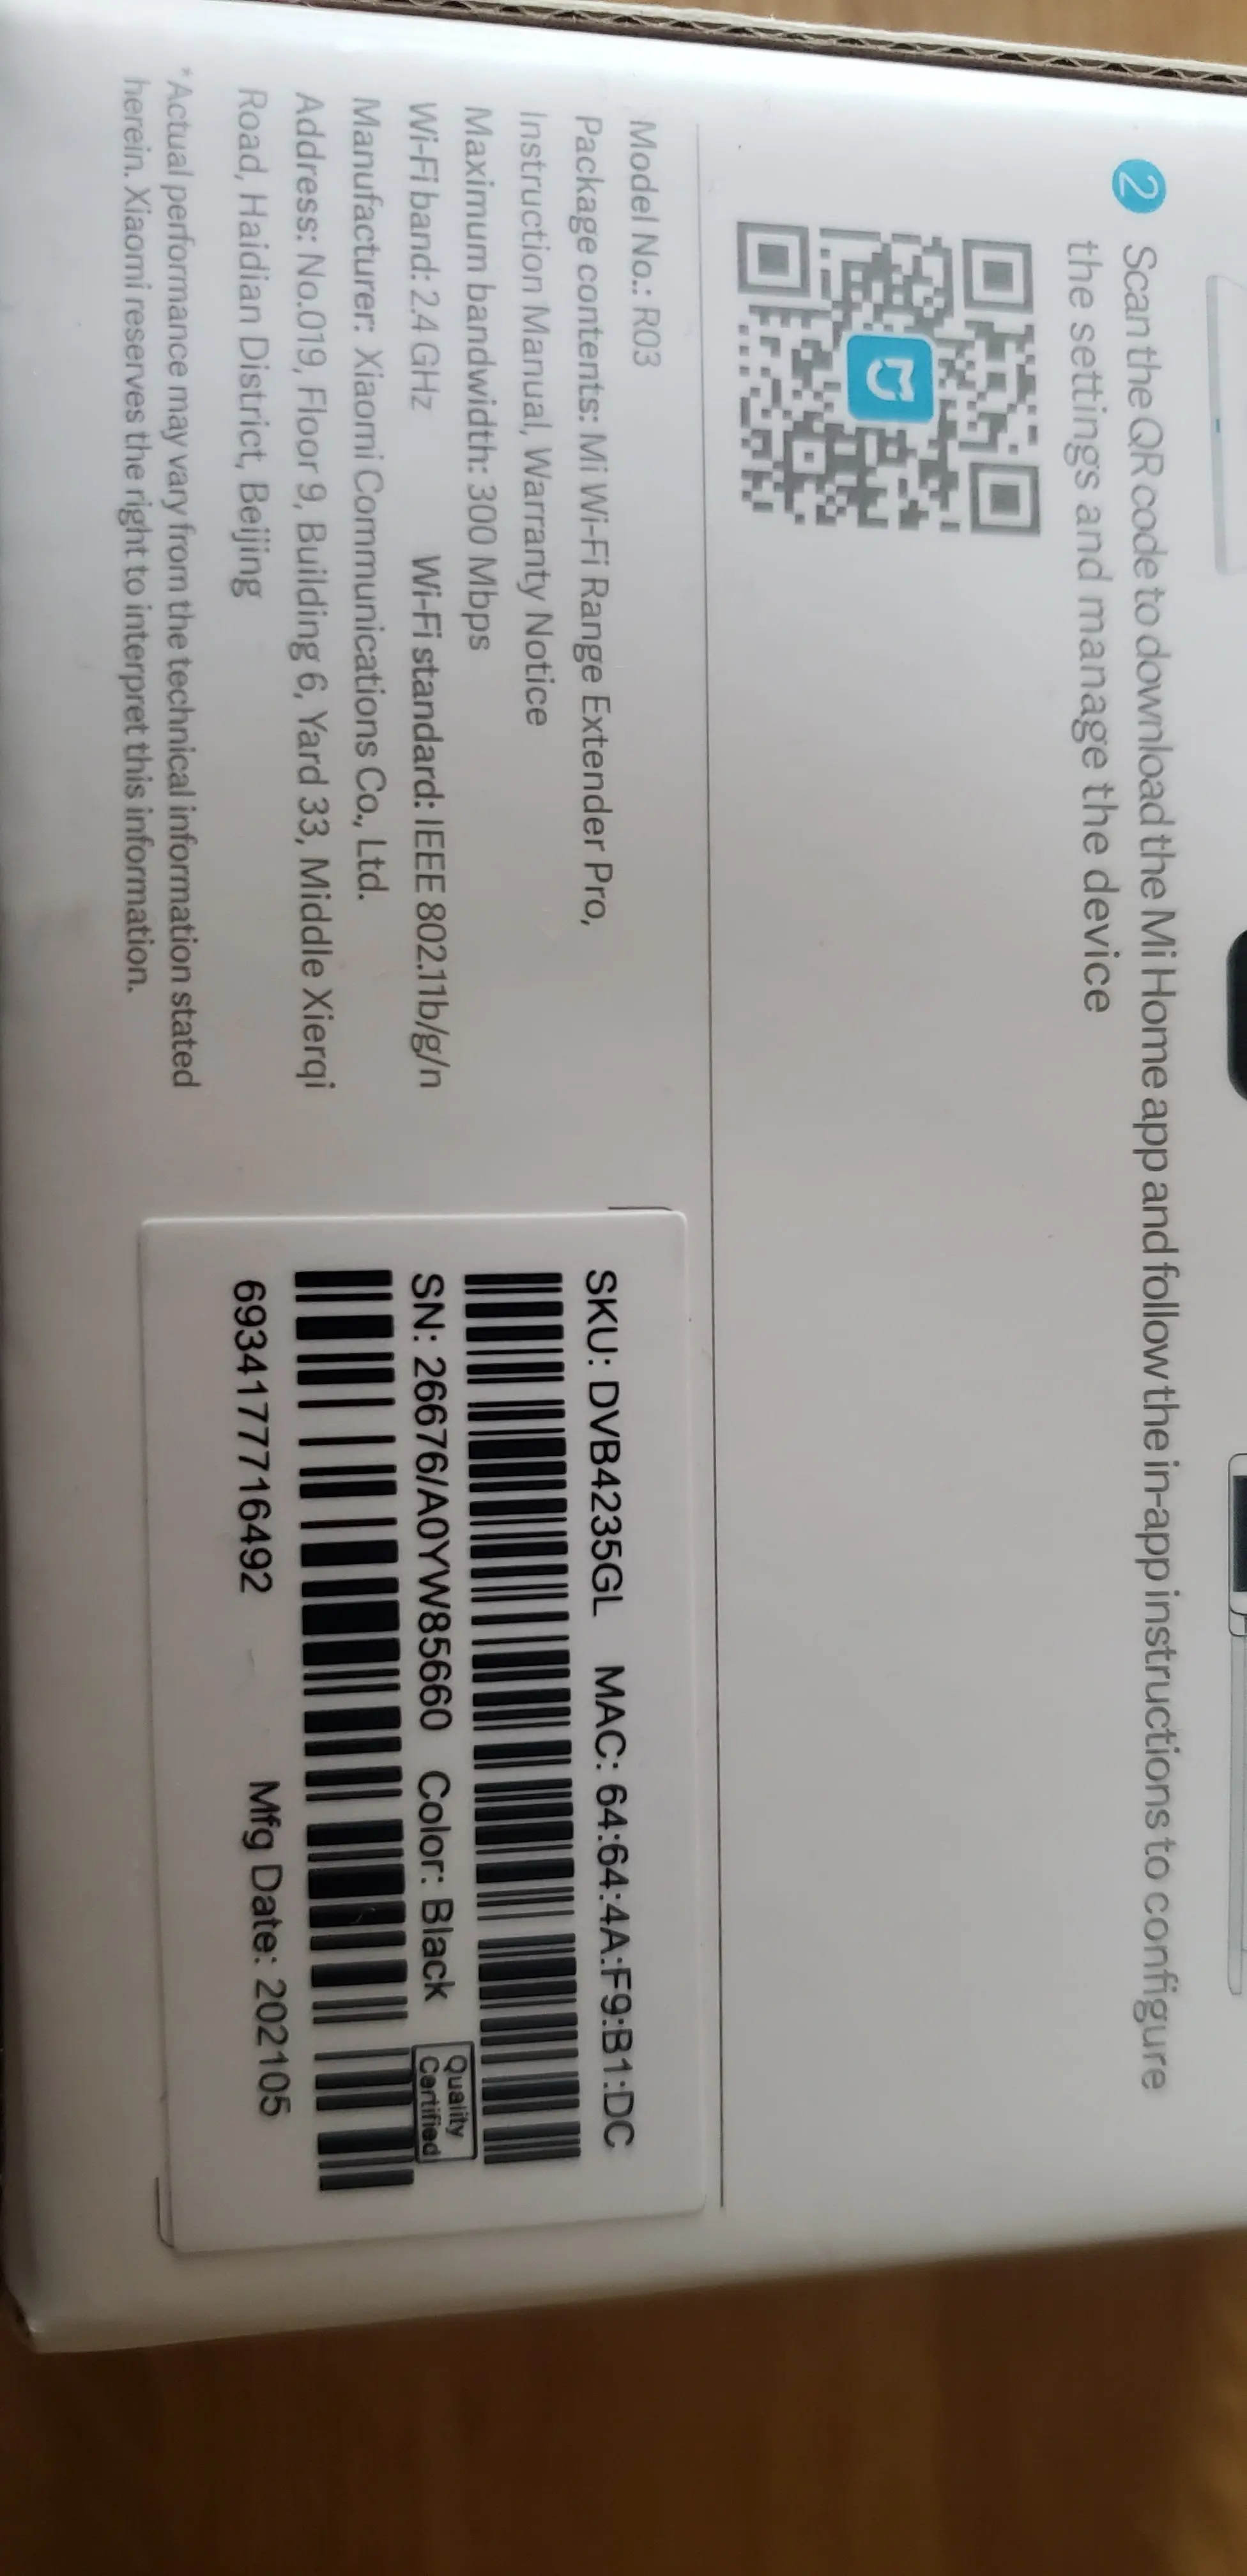 2 Scan the QR code to download the Mi Home app and follow the in-app instructions to configure
the settings and manage the device
Model No.: R03
Package contents: Mi Wi-Fi Range Extender Pro,
Instruction Manual, Warranty Notice
Maximum bandwidth: 300 Mbps
Wi-Fi band: 2.4 GHz Wi-Fi standard: IEEE 802.11b/g/n
Manufacturer: Xiaomi Communications Co., Ltd.
Address: No.019, Floor 9, Building 6, Yard 33, Middle Xierqi
Road, Haidian District, Beijing
*Actual performance may vary from the technical information stated
herein. Xiaomi reserves the right to interpret this information.
SKU: DVB4235GL MAC: 64:64:4A:F9:B1:DC
SN: 26676/A0YW85660 Color: Black
Quality
Certified
6934177716492 Mfg Date: 202105